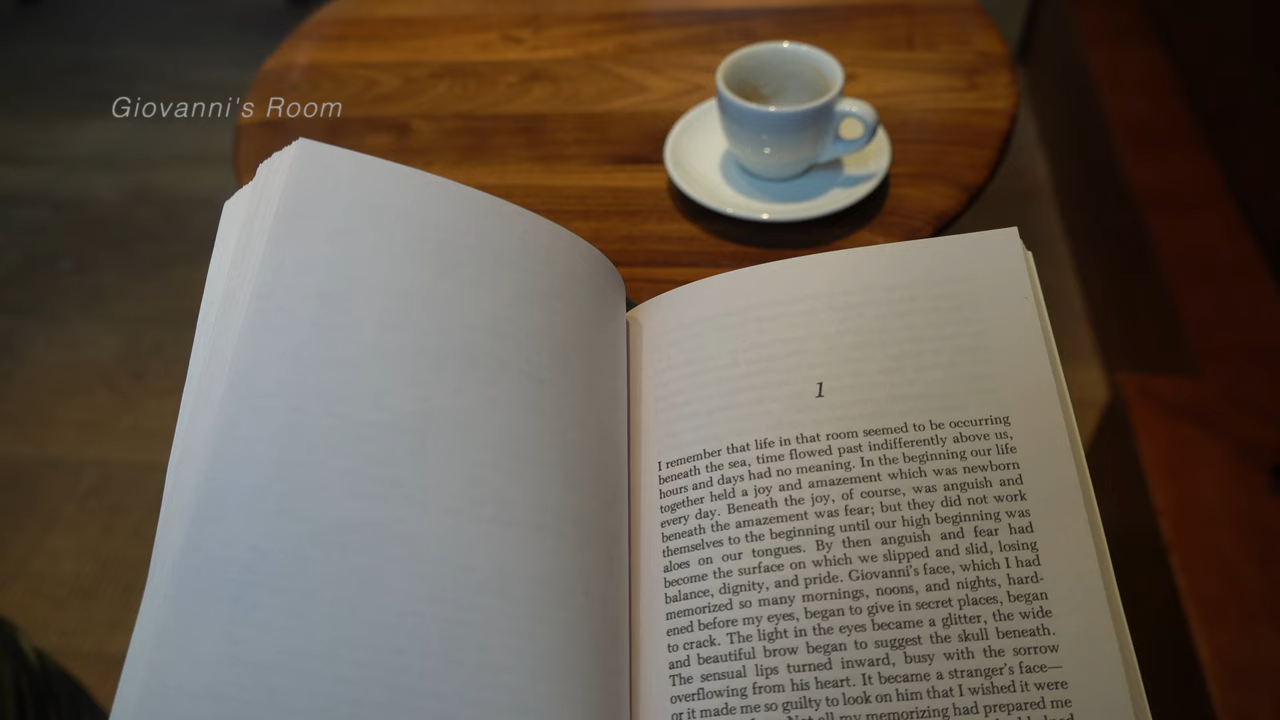 Giovanni's Room
1
I remember that life in that room seemed to be occurring
beneath the sea, time flowed past indifferently above us,
hours and days had no meaning. In the beginning our life
together held a joy and amazement which was newborn
every day. Beneath the joy, of course, was anguish and
beneath the amazement was fear; but they did not work
themselves to the beginning until our high beginning was
aloes on our tongues. By then anguish and fear had
become the surface on which we slipped and slid, losing
balance, dignity, and pride. Giovanni's face, which I had
memorized so many mornings, noons, and nights, hard-
ened before my eyes, began to give in secret places, began
to crack. The light in the eyes became a glitter, the wide
and beautiful brow began to suggest the skull beneath.
The sensual lips turned inward, busy with the sorrow
overflowing from his heart. It became a stranger's face—
or it made me so guilty to look on him that I wished it were
Not all my memorizing had prepared me